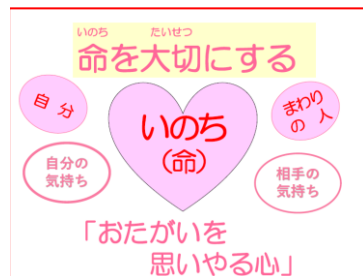 いのち たいせつ
命を大切にする
自分
まわり
の人
いのち
(命)
自分の
気持ち
相手の
気持ち
「おたがいを
思いやる心」